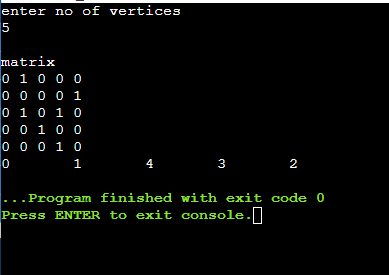 enter no of vertices
5
matrix
0 1 0 0 0
0 0 0 0 1
0 1 0 1 0
0 0 1 0 0
0 0 0 1 0
0 1 4 3 2
...Program finished with exit code 0
Press ENTER to exit console.